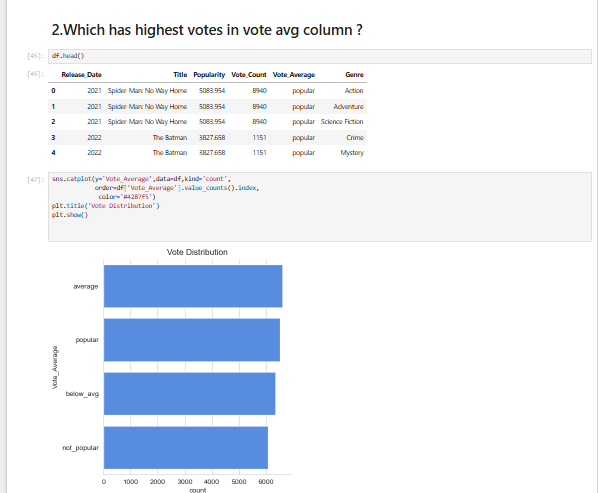 2.Which has highest votes in vote avg column ?
[45]: df.head()
[45]: Release_Date Title Popularity Vote_Count Vote_Average Genre
0 2021 Spider-Man: No Way Home 5083.954 8940 popular Action
1 2021 Spider-Man: No Way Home 5083.954 8940 popular Adventure
2 2021 Spider-Man: No Way Home 5083.954 8940 popular Science Fiction
3 2022 The Batman 3827.658 1151 popular Crime
4 2022 The Batman 3827.658 1151 popular Mystery
[47]: sns.catplot(y='Vote_Average',data=df,kind='count',
order=df['Vote_Average'].value_counts().index,
color='#4287f5')
plt.title('Vote Distribution')
plt.show()
Vote Distribution
average
popular
Vote_Average
below_avg
not_popular
0 1000 2000 3000 4000 5000 6000
count